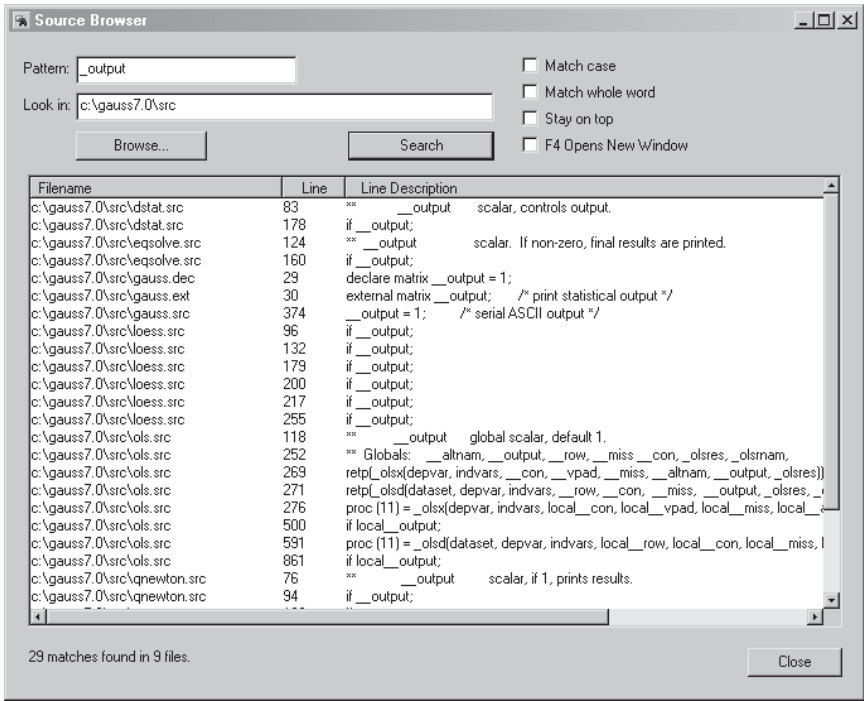 Source Browser
Pattern: _output
Match case
Match whole word
Look in: c:\gauss7.0\src
Stay on top
Browse... Search F4 Opens New Window
Filename Line Line Description
c:\gauss7.0\src\dstat.src 83 ** __output scalar, controls output.
c:\gauss7.0\src\dstat.src 178 if __output;
c:\gauss7.0\src\eqsolve.src 124 ** __output scalar. If non-zero, final results are printed.
c:\gauss7.0\src\eqsolve.src 160 if __output;
c:\gauss7.0\src\gauss.dec 29 declare matrix __output = 1;
c:\gauss7.0\src\gauss.ext 30 external matrix __output; /* print statistical output */
c:\gauss7.0\src\gauss.src 374 __output = 1; /* serial ASCII output */
c:\gauss7.0\src\loess.src 96 if __output;
c:\gauss7.0\src\loess.src 132 if __output;
c:\gauss7.0\src\loess.src 179 if __output;
c:\gauss7.0\src\loess.src 200 if __output;
c:\gauss7.0\src\loess.src 217 if __output;
c:\gauss7.0\src\loess.src 255 if __output;
c:\gauss7.0\src\ols.src 118 ** __output global scalar, default 1.
c:\gauss7.0\src\ols.src 252 ** Globals: __altnam, __output, __row, __miss __con, _olsres, _olsrnam,
c:\gauss7.0\src\ols.src 269 retp(_olsx(depvar, indvars, __con, __vpad, __miss, __altnam, __output, _olsres))
c:\gauss7.0\src\ols.src 271 retp(_olsd(dataset, depvar, indvars, __row, __con, __miss, __output, _olsres,
c:\gauss7.0\src\ols.src 276 proc (11) = _olsx(depvar, indvars, local__con, local__vpad, local__miss, local__
c:\gauss7.0\src\ols.src 500 if local__output;
c:\gauss7.0\src\ols.src 591 proc (11) = _olsd(dataset, depvar, indvars, local__row, local__con, local__miss,
c:\gauss7.0\src\ols.src 861 if local__output;
c:\gauss7.0\src\qnewton.src 76 ** __output scalar, if 1, prints results.
c:\gauss7.0\src\qnewton.src 94 if __output;
29 matches found in 9 files.
Close